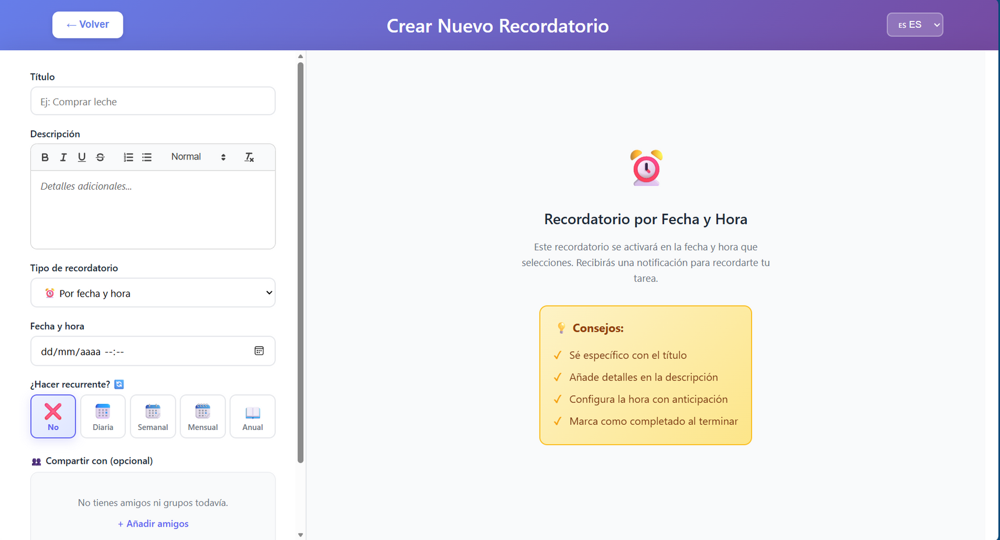 ← Volver
Crear Nuevo Recordatorio
ES ES
Título
Ej: Comprar leche
Descripción
B I U S Normal Tx
Detalles adicionales...
Tipo de recordatorio
Por fecha y hora
Fecha y hora
dd/mm/aaaa --:--
¿Hacer recurrente?
No
Diaria
Semanal
Mensual
Anual
Compartir con (opcional)
No tienes amigos ni grupos todavía.
+ Añadir amigos
Recordatorio por Fecha y Hora
Este recordatorio se activará en la fecha y hora que
selecciones. Recibirás una notificación para recordarte tu
tarea.
Consejos:
✓ Sé específico con el título
✓ Añade detalles en la descripción
✓ Configura la hora con anticipación
✓ Marca como completado al terminar